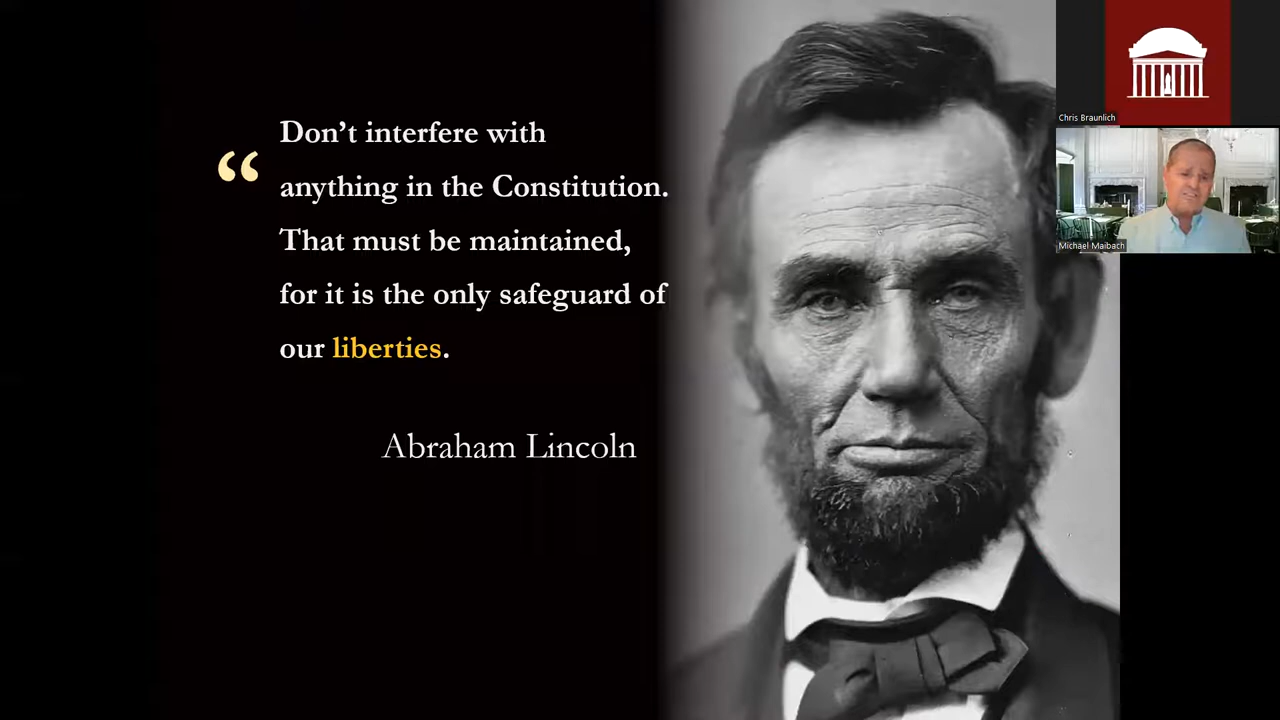 “
Don’t interfere with
anything in the Constitution.
That must be maintained,
for it is the only safeguard of
our liberties.
Abraham Lincoln
Chris Braunlich
Michael Maibach